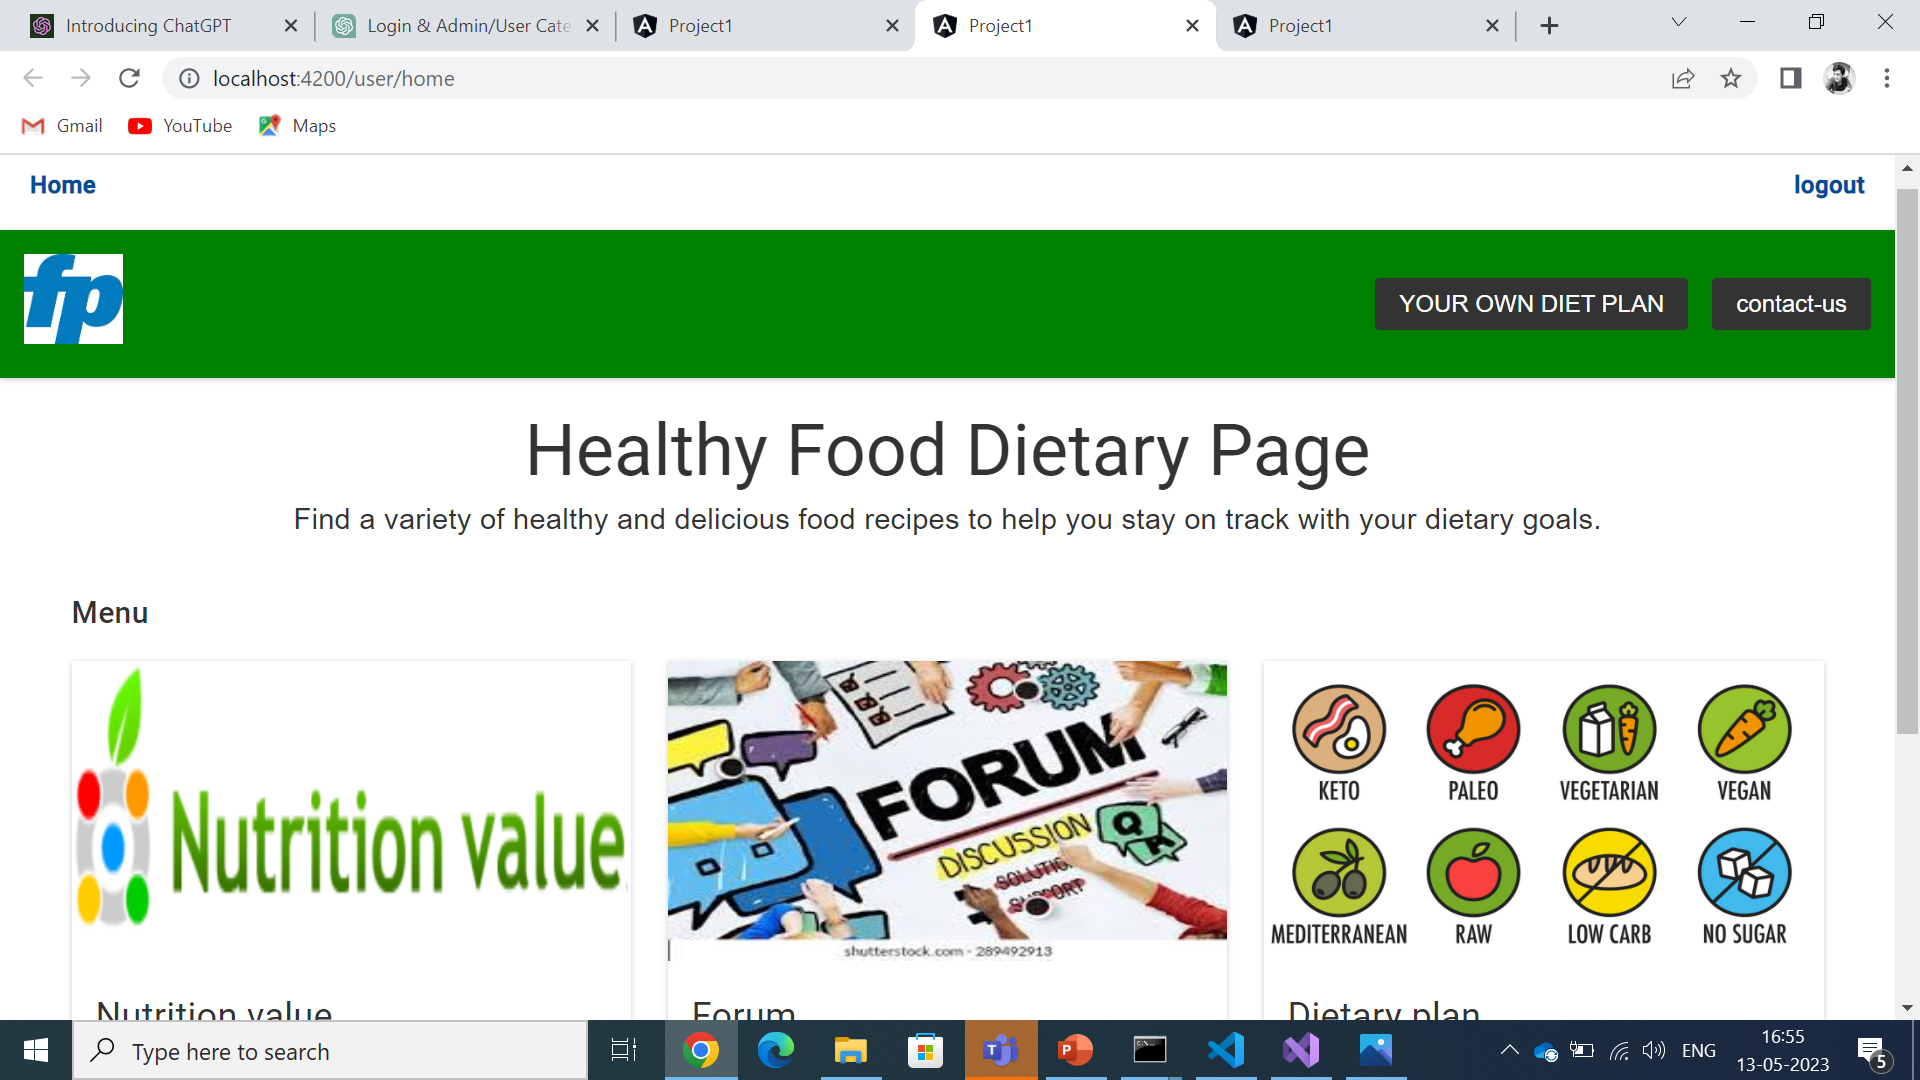 Introducing ChatGPT
Login & Admin/User Cate
Project1
Project1
Project1
localhost:4200/user/home
Gmail
YouTube
Maps
Home
logout
fp
YOUR OWN DIET PLAN
contact-us
Healthy Food Dietary Page
Find a variety of healthy and delicious food recipes to help you stay on track with your dietary goals.
Menu
Nutrition value
FORUM
DISCUSSION
Q
A
SOLUTIO
SUPPORT
shutterstock.com · 289492913
KETO
PALEO
VEGETARIAN
VEGAN
MEDITERRANEAN
RAW
LOW CARB
NO SUGAR
Nutrition value
Forum
Dietary plan
Type here to search
ENG
16:55
13-05-2023
5